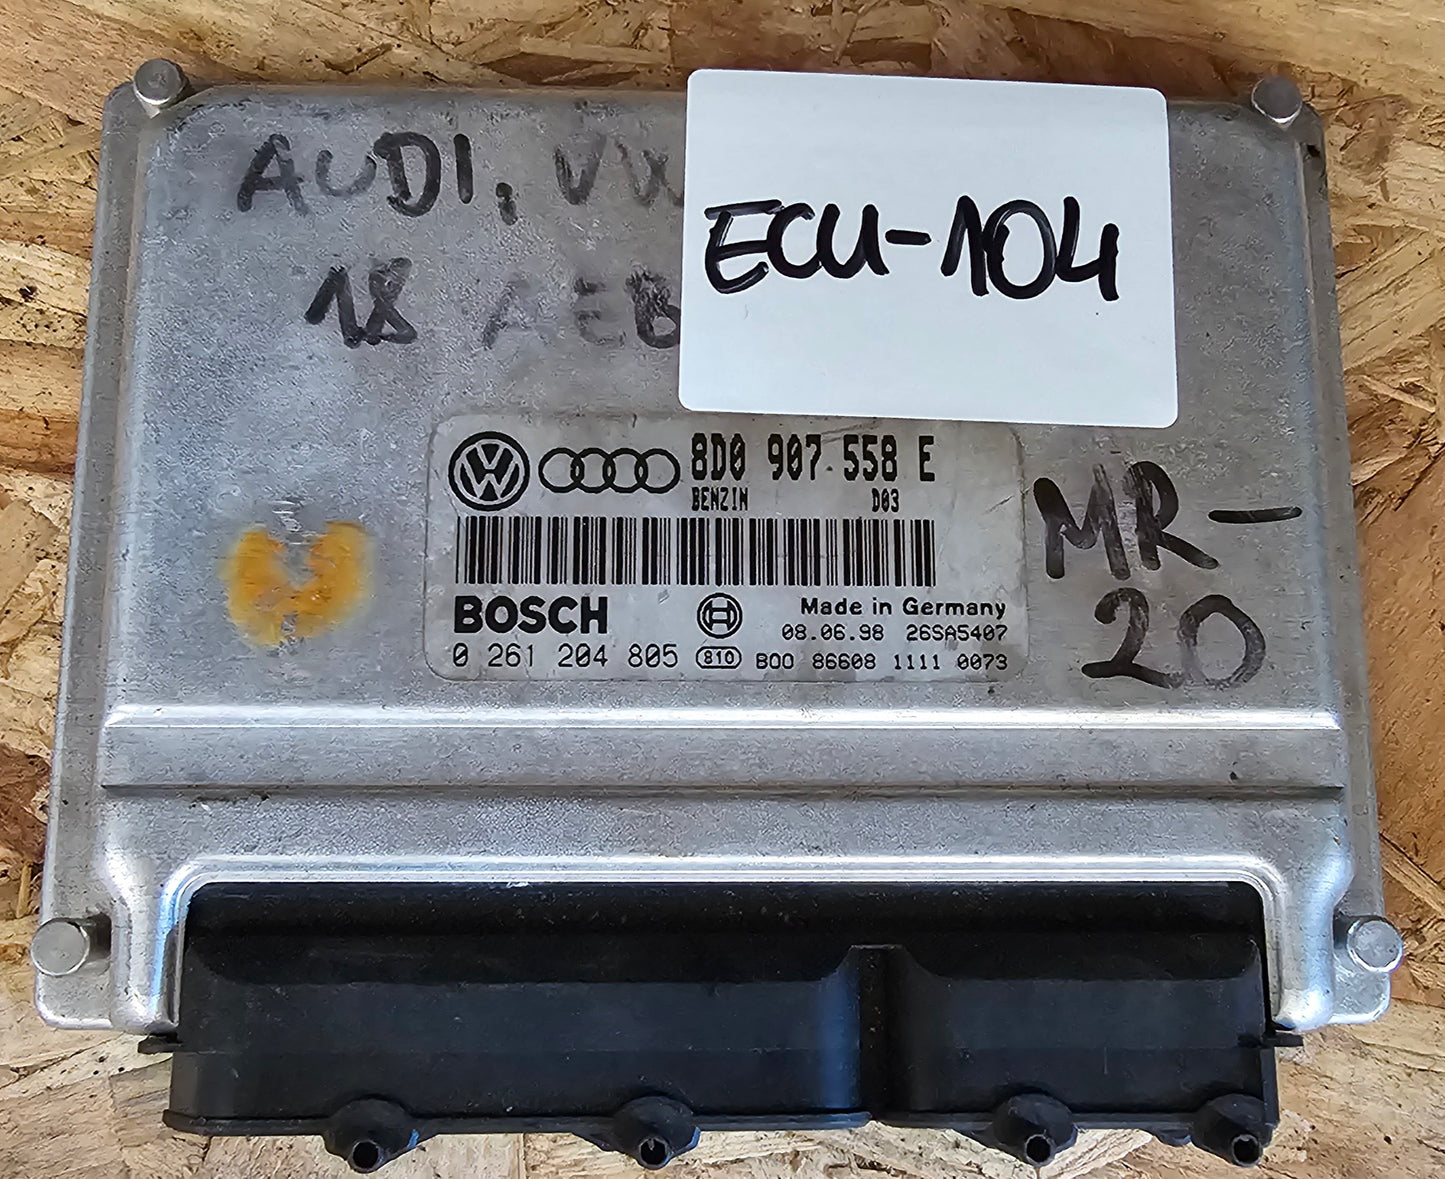 AUDI, VW
18 AEB
ECU-104
8D0 907 558 E
BENZIN D03
BOSCH
Made in Germany
08.06.98 26SA5407
0 261 204 805 810 B00 86608 1111 0073
MR-
20